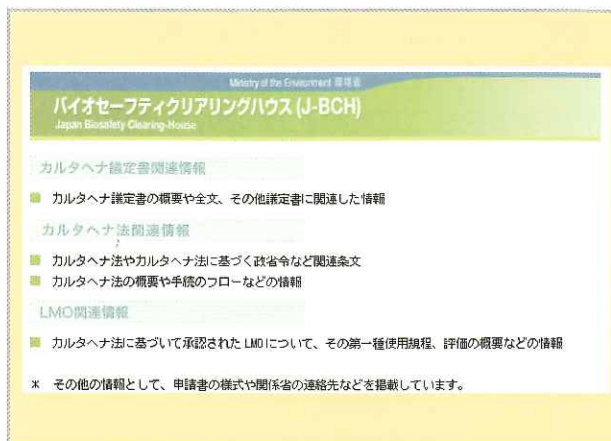 Ministry of the Environment 環境省
バイオセーフティクリアリングハウス (J-BCH)
Japan Biosafety Clearing-House
カルタヘナ議定書関連情報
カルタヘナ議定書の概要や全文、その他議定書に関連した情報
カルタヘナ法関連情報
カルタヘナ法やカルタヘナ法に基づく政省令など関連条文
カルタヘナ法の概要や手続のフローなどの情報
LMO関連情報
カルタヘナ法に基づいて承認された LMO について、その第一種使用規程、評価の概要などの情報
* その他の情報として、申請書の様式や関係省の連絡先などを掲載しています。